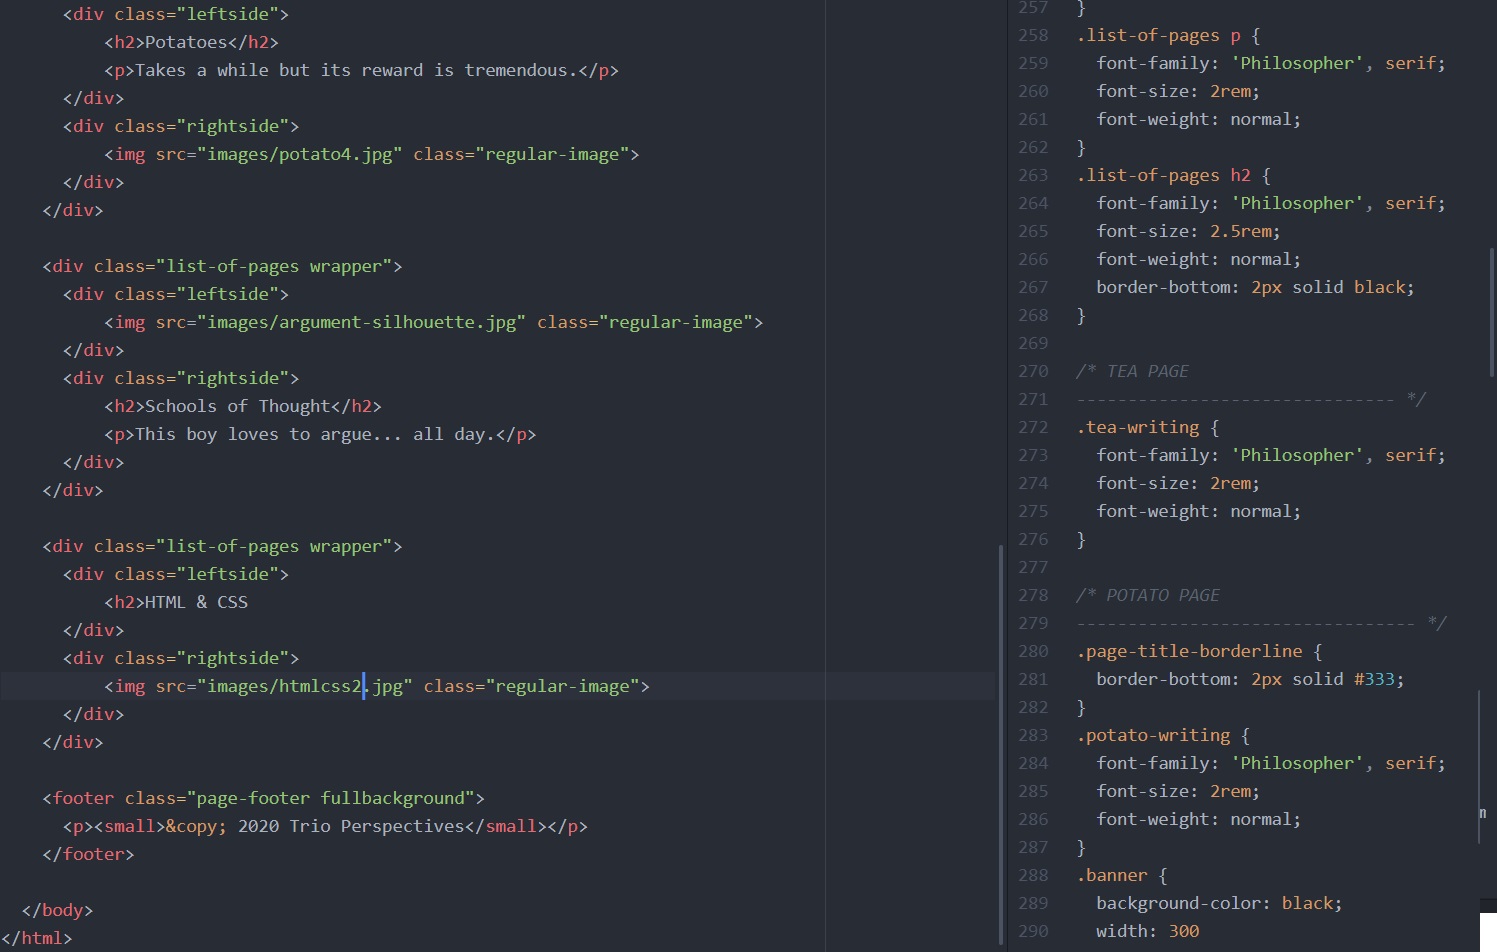 <div class="leftside">
<h2>Potatoes</h2>
<p>Takes a while but its reward is tremendous.</p>
</div>
<div class="rightside">
<img src="images/potato4.jpg" class="regular-image">
</div>
</div>
<div class="list-of-pages wrapper">
<div class="leftside">
<img src="images/argument-silhouette.jpg" class="regular-image">
</div>
<div class="rightside">
<h2>Schools of Thought</h2>
<p>This boy loves to argue... all day.</p>
</div>
</div>
<div class="list-of-pages wrapper">
<div class="leftside">
<h2>HTML & CSS
</div>
<div class="rightside">
<img src="images/htmlcss2.jpg" class="regular-image">
</div>
</div>
<footer class="page-footer fullbackground">
<p><small>&copy; 2020 Trio Perspectives</small></p>
</footer>
</body>
</html>
257 }
258 .list-of-pages p {
259 font-family: 'Philosopher', serif;
260 font-size: 2rem;
261 font-weight: normal;
262 }
263 .list-of-pages h2 {
264 font-family: 'Philosopher', serif;
265 font-size: 2.5rem;
266 font-weight: normal;
267 border-bottom: 2px solid black;
268 }
269
270 /* TEA PAGE
271 ------------------------------- */
272 .tea-writing {
273 font-family: 'Philosopher', serif;
274 font-size: 2rem;
275 font-weight: normal;
276 }
277
278 /* POTATO PAGE
279 --------------------------------- */
280 .page-title-borderline {
281 border-bottom: 2px solid #333;
282 }
283 .potato-writing {
284 font-family: 'Philosopher', serif;
285 font-size: 2rem;
286 font-weight: normal;
287 }
288 .banner {
289 background-color: black;
290 width: 300